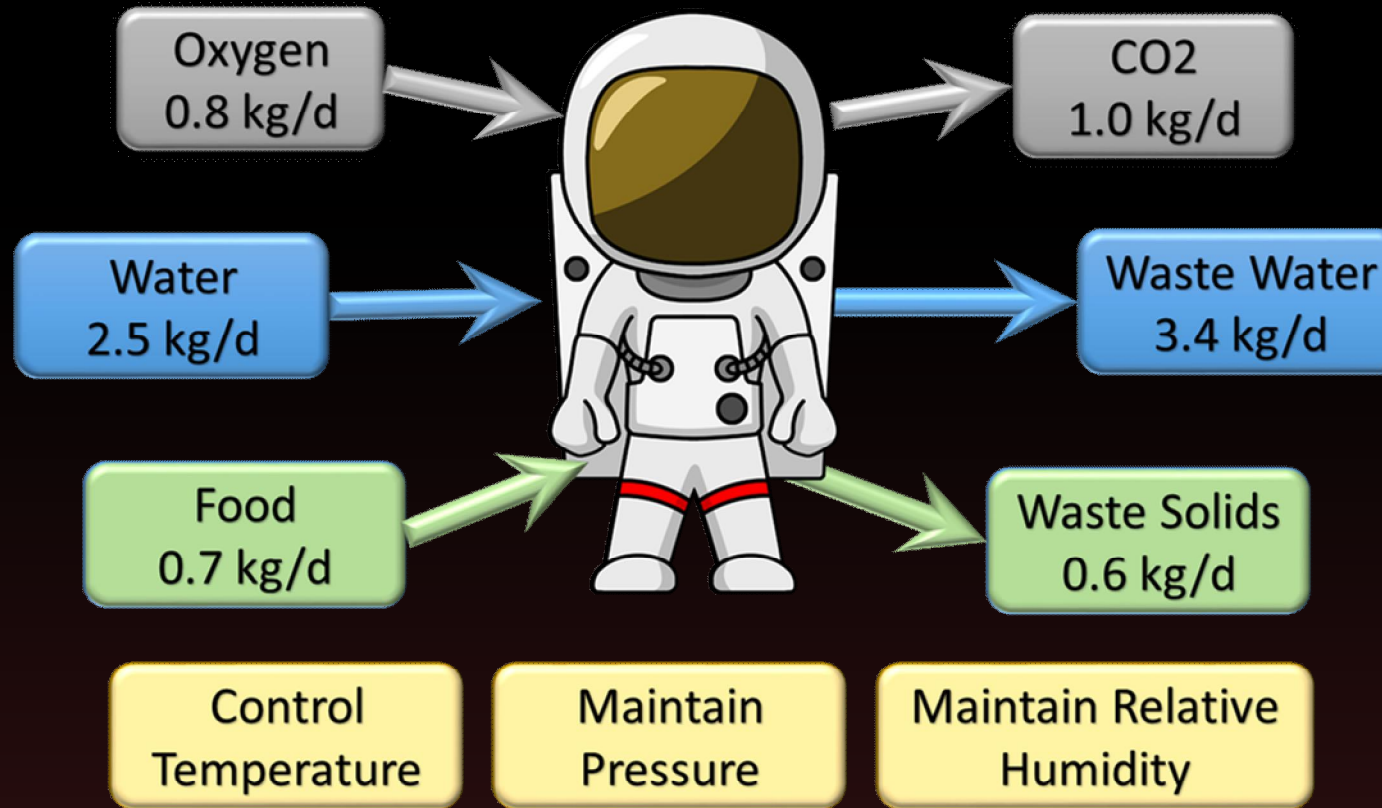 Oxygen
0.8 kg/d
CO2
1.0 kg/d
Water
2.5 kg/d
Waste Water
3.4 kg/d
Food
0.7 kg/d
Waste Solids
0.6 kg/d
Control
Temperature
Maintain
Pressure
Maintain Relative
Humidity